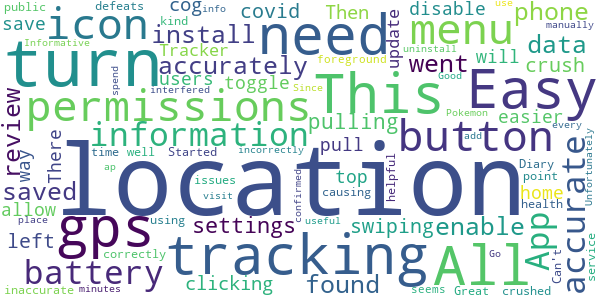 public
defeats
cog
covid
disable
phone
save
icon
kind
info
need
menu
use
Informative
install
Then
update
manually
turn
accurately
Tracker
foreground
went
will
data
uninstall
users
toggle
crush
review
permissions
spend
interfered
Since
This
Good
Easy
Pokemon
every
information
pulling
easier
There
way
time
well
Started
pull
button
add
Unfortunately
location
incorrectly
ap
saved
issues
confirmed
causing
top
helpful
Diary
point
home
accurate
allow
visit
health
gps
settings
useful
swiping
enable
App
Can't
place
using
left
correctly
tracking
found
All
Go
service
battery
clicking
seems
inaccurate
minutes
Great
crushed